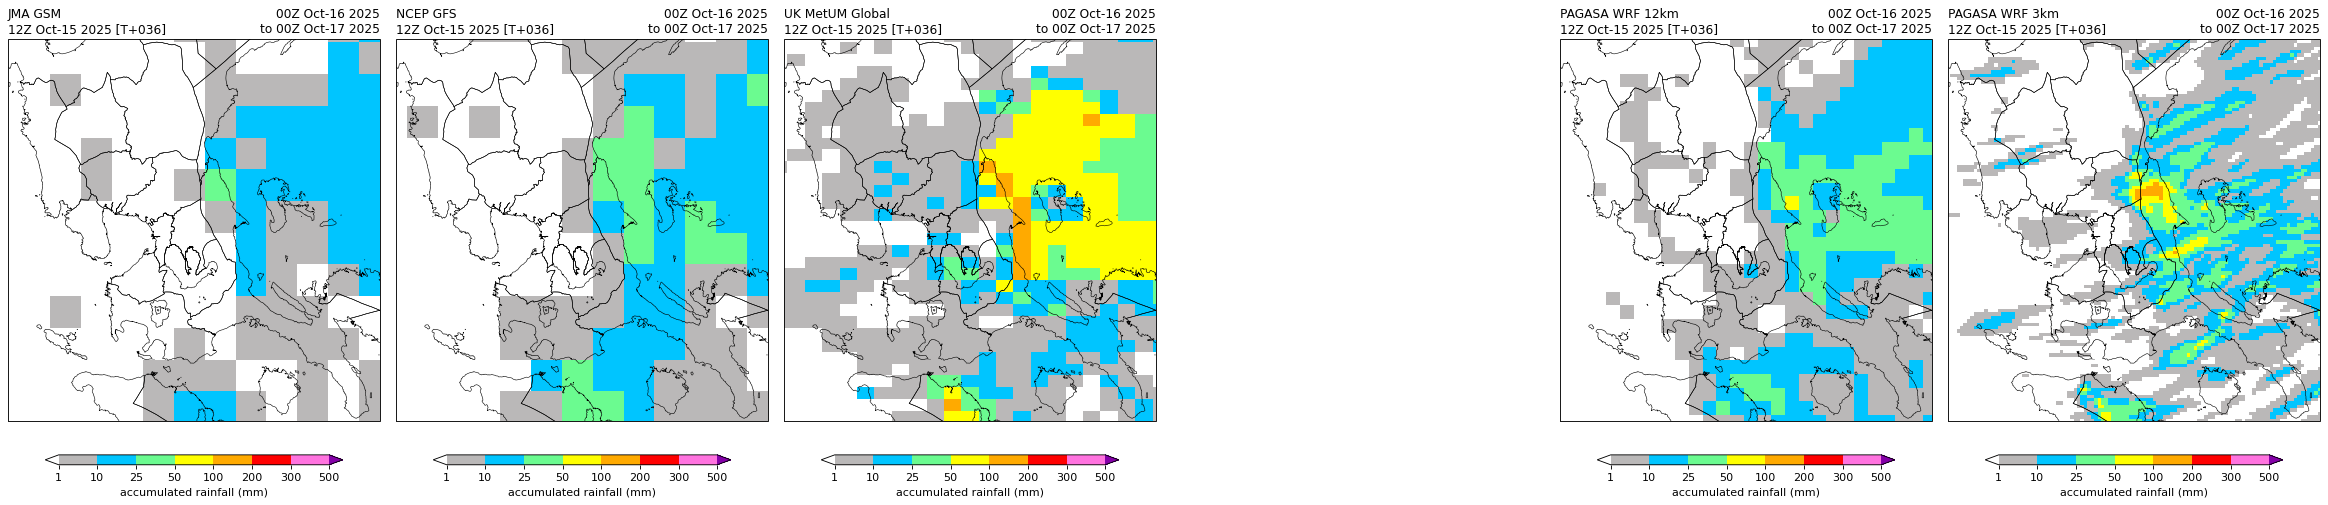 JMA GSM 00Z Oct-16 2025
12Z Oct-15 2025 [T+036] to 00Z Oct-17 2025
1 10 25 50 100 200 300 500
accumulated rainfall (mm)
NCEP GFS 00Z Oct-16 2025
12Z Oct-15 2025 [T+036] to 00Z Oct-17 2025
1 10 25 50 100 200 300 500
accumulated rainfall (mm)
UK MetUM Global 00Z Oct-16 2025
12Z Oct-15 2025 [T+036] to 00Z Oct-17 2025
1 10 25 50 100 200 300 500
accumulated rainfall (mm)
PAGASA WRF 12km 00Z Oct-16 2025
12Z Oct-15 2025 [T+036] to 00Z Oct-17 2025
1 10 25 50 100 200 300 500
accumulated rainfall (mm)
PAGASA WRF 3km 00Z Oct-16 2025
12Z Oct-15 2025 [T+036] to 00Z Oct-17 2025
1 10 25 50 100 200 300 500
accumulated rainfall (mm)